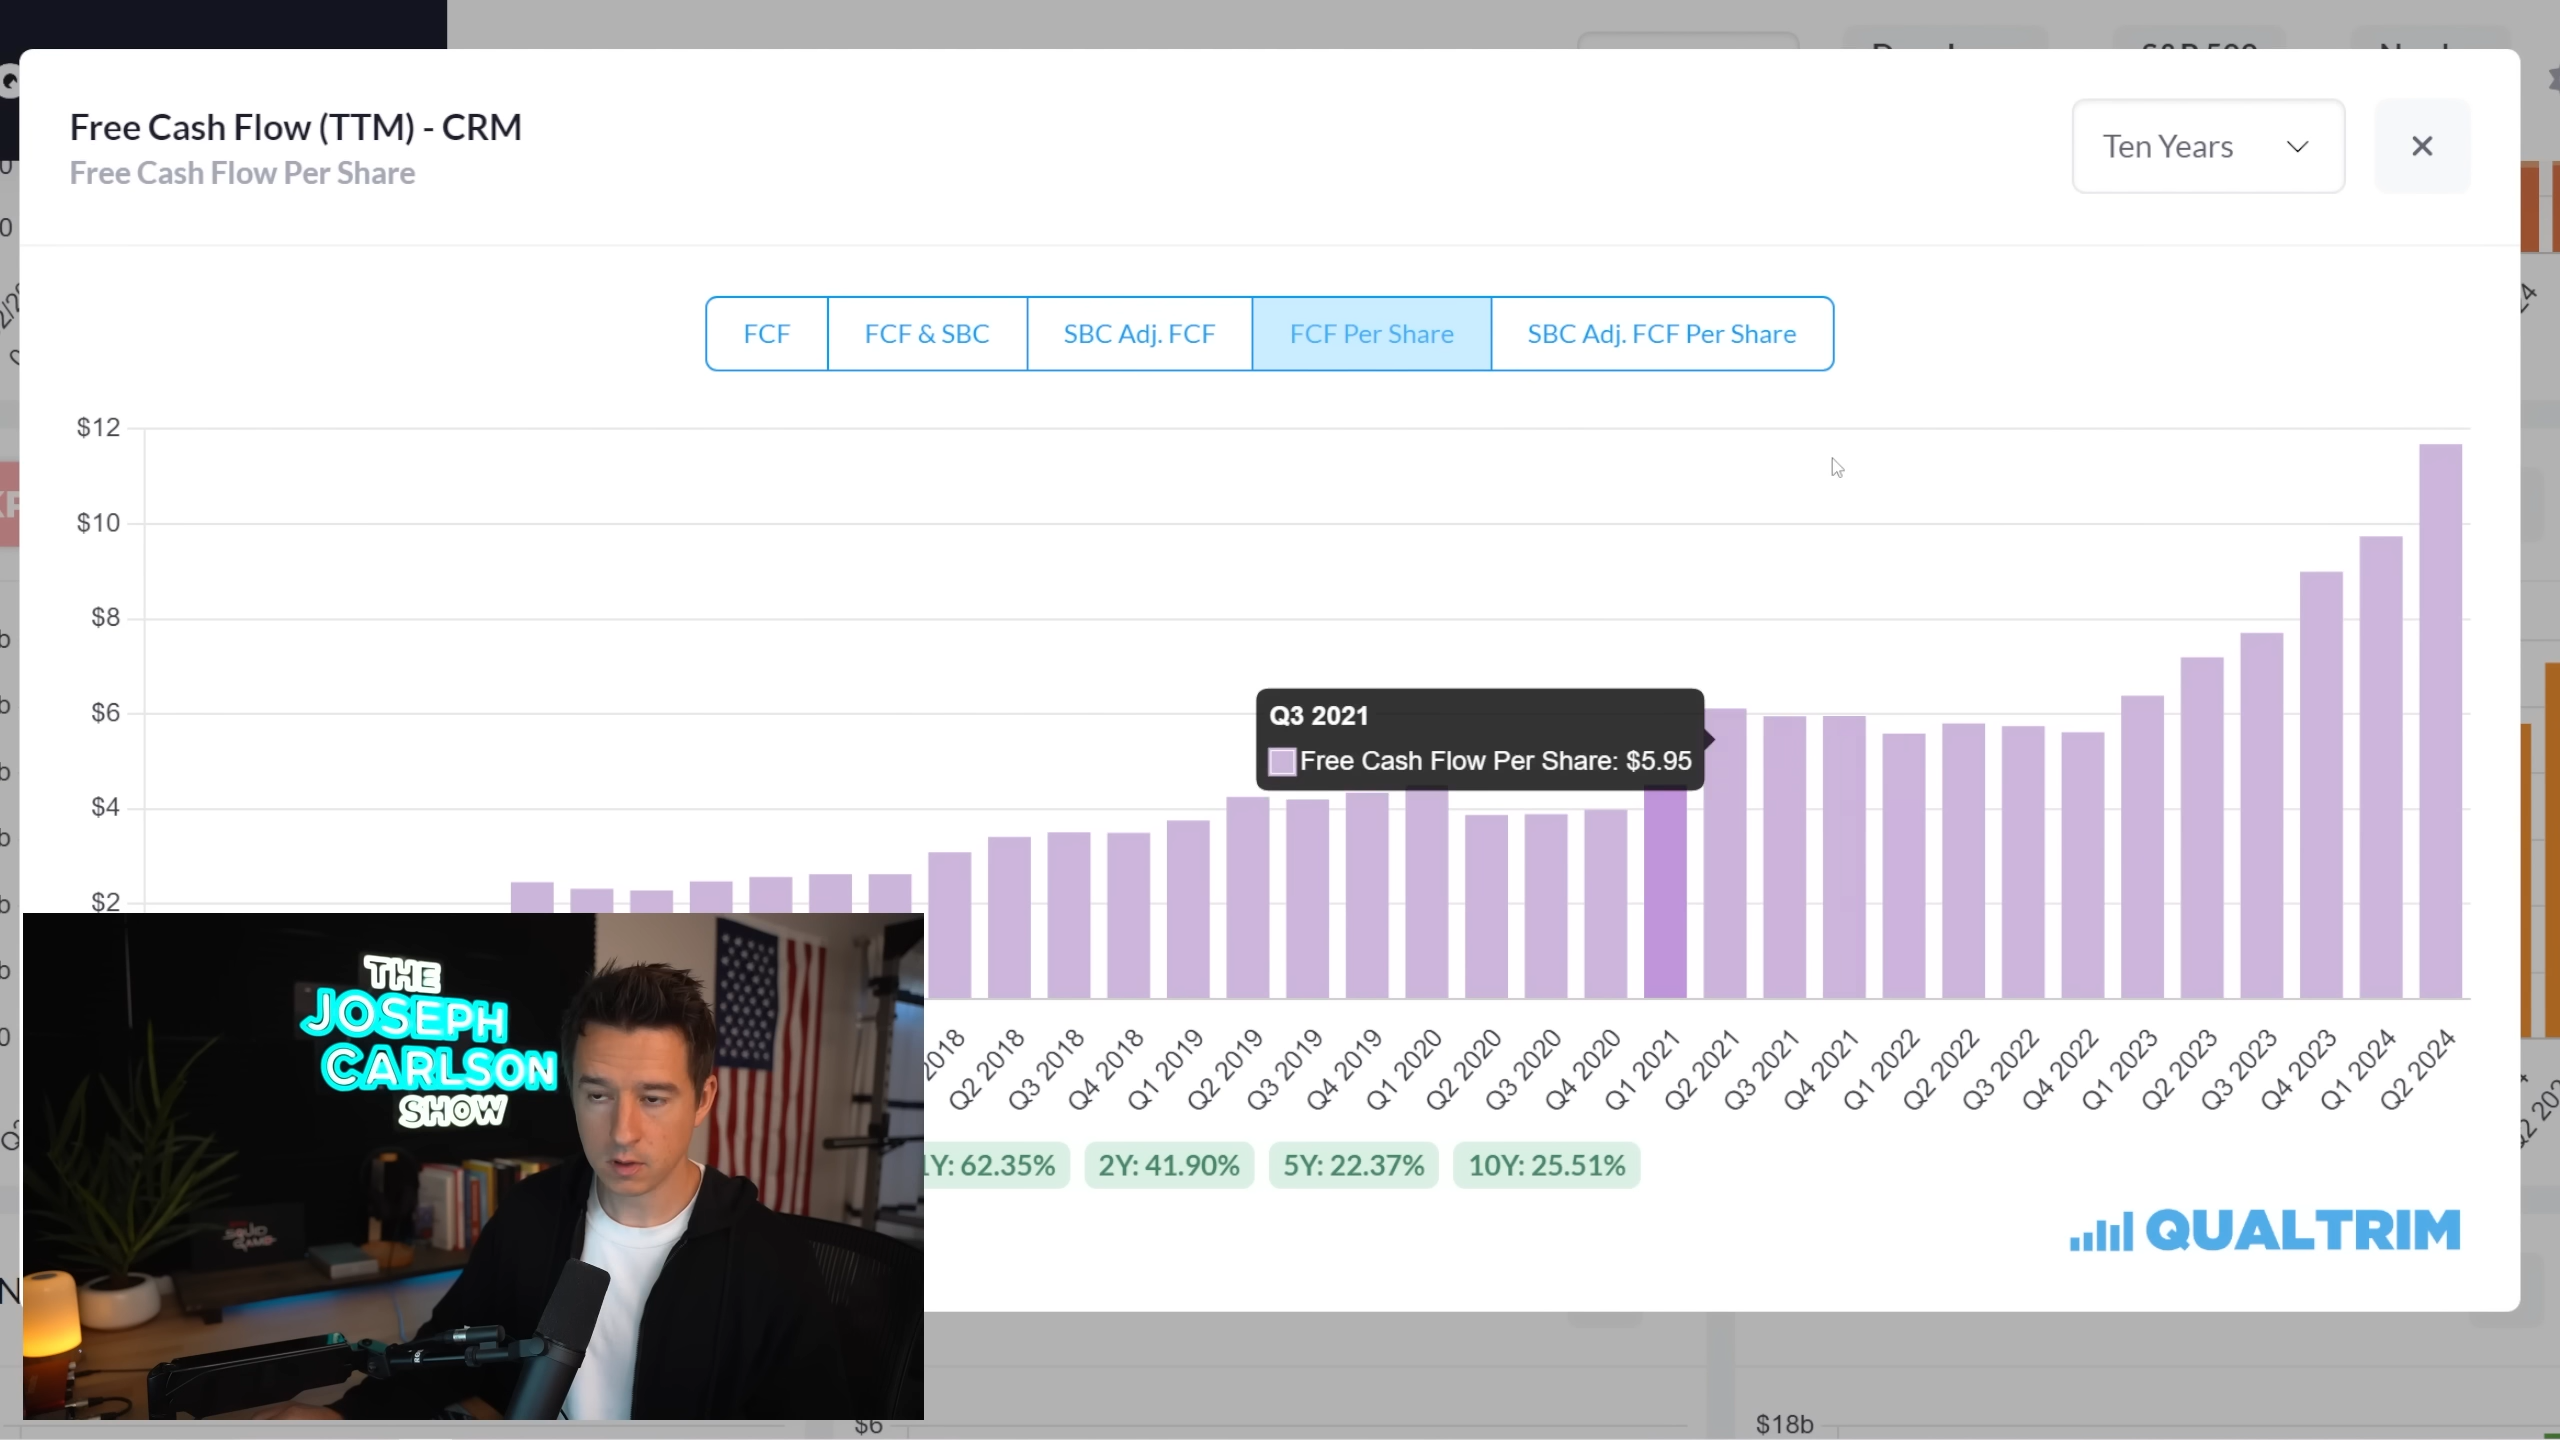 Free Cash Flow (TTM) - CRM
Free Cash Flow Per Share
Ten Years
FCF
FCF & SBC
SBC Adj. FCF
FCF Per Share
SBC Adj. FCF Per Share
$12
$10
$8
$6
$4
$2
Q3 2021
Free Cash Flow Per Share: $5.95
2018
Q2 2018
Q3 2018
Q4 2018
Q1 2019
Q2 2019
Q3 2019
Q4 2019
Q1 2020
Q2 2020
Q3 2020
Q4 2020
Q1 2021
Q2 2021
Q3 2021
Q4 2021
Q1 2022
Q2 2022
Q3 2022
Q4 2022
Q1 2023
Q2 2023
Q3 2023
Q4 2023
Q1 2024
Q2 2024
1Y: 62.35%
2Y: 41.90%
5Y: 22.37%
10Y: 25.51%
QUALTRIM
THE
JOSEPH
CARLSON
SHOW
$6
$18b